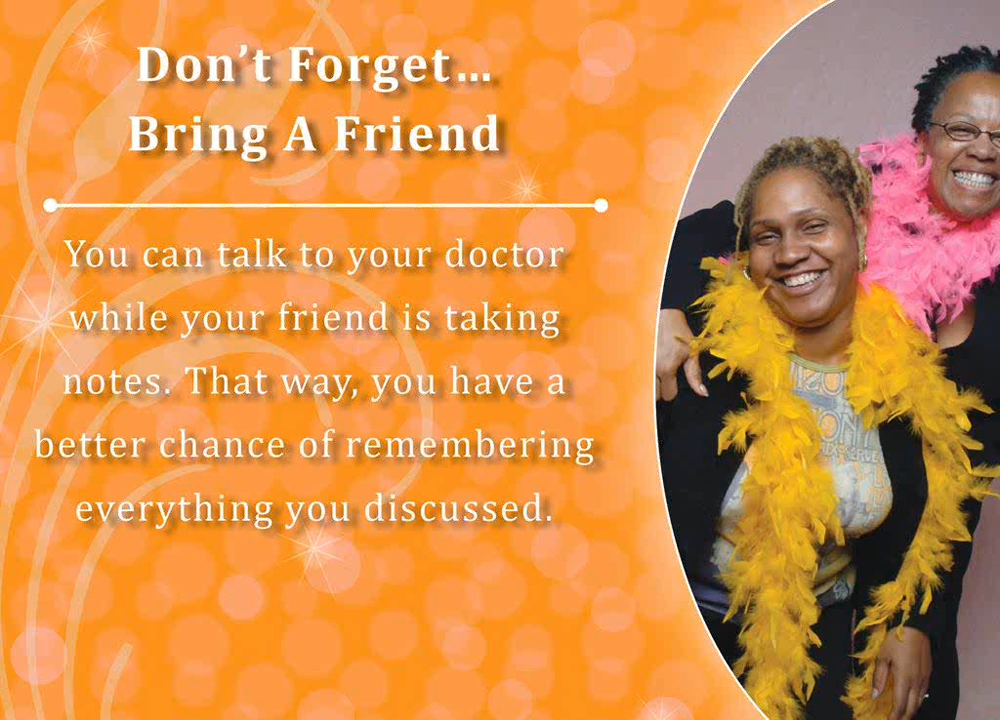 Don't Forget…
Bring A Friend
You can talk to your doctor
while your friend is taking
notes. That way, you have a
better chance of remembering
everything you discussed.